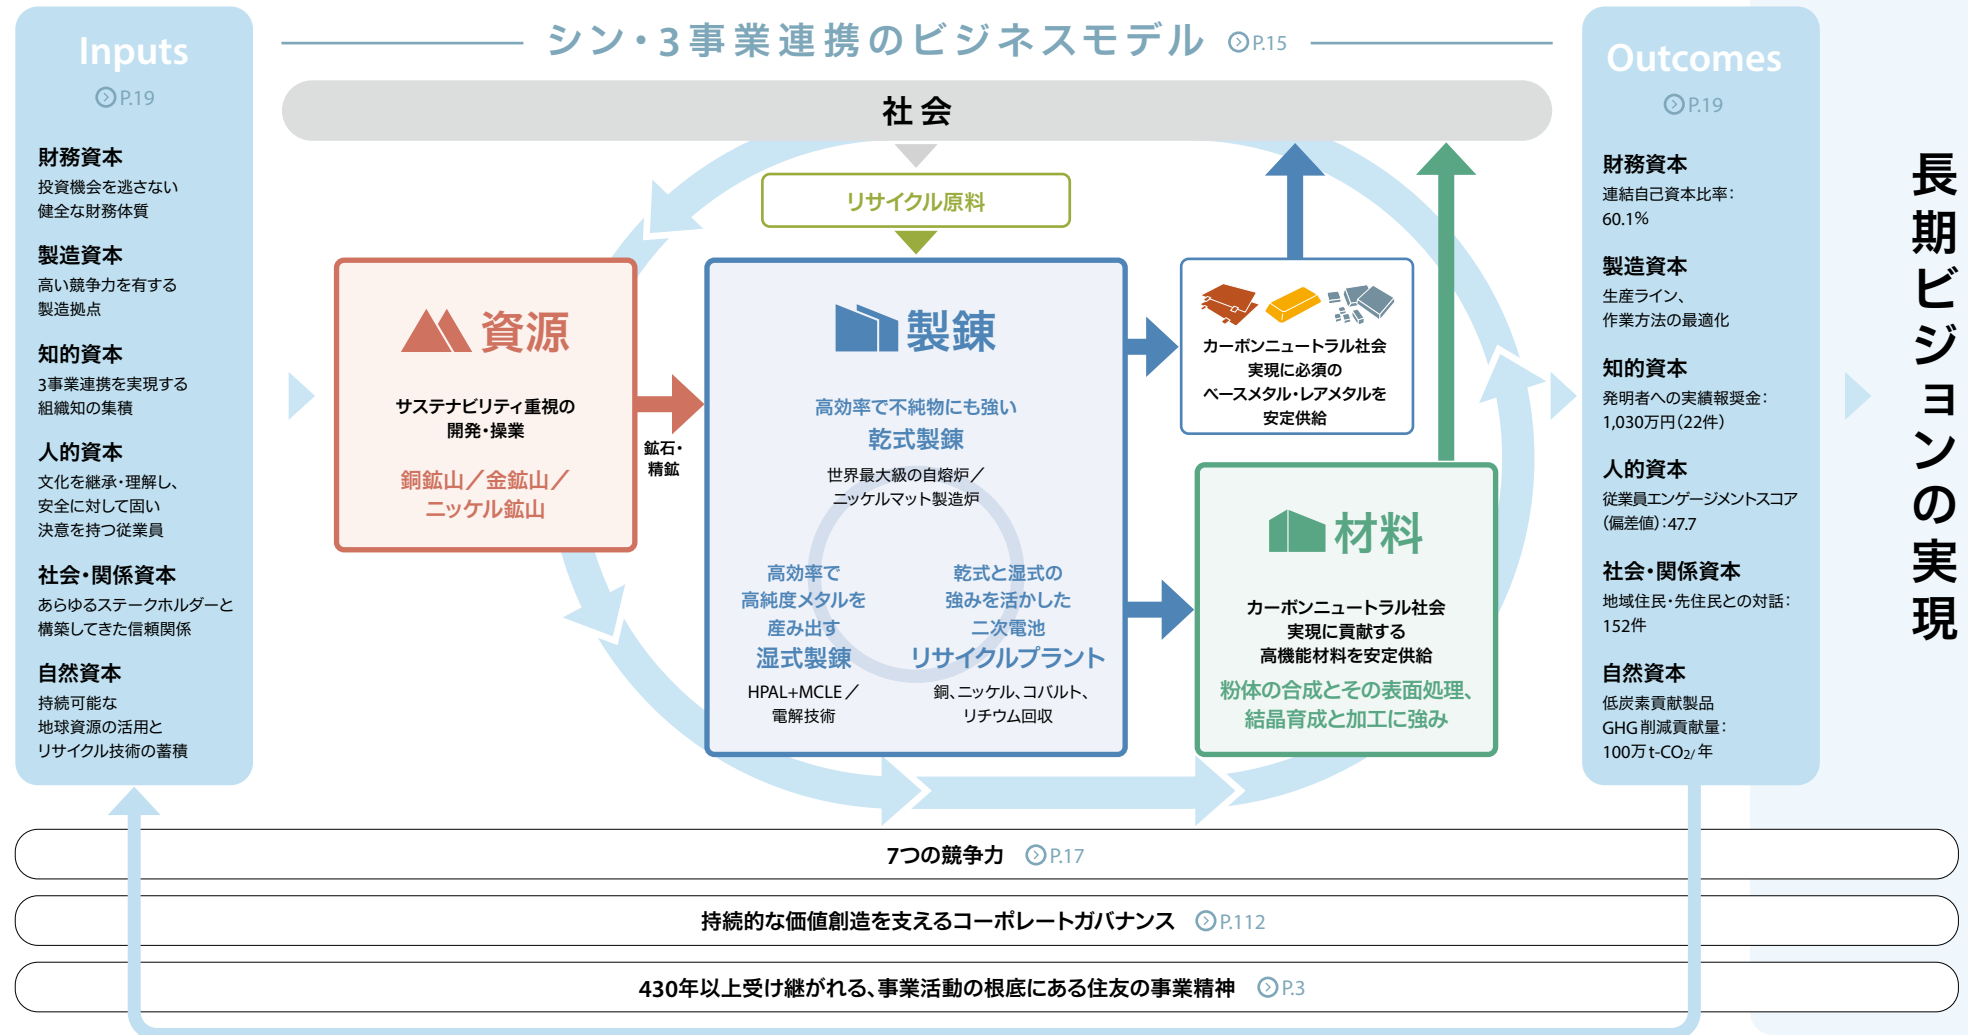 Inputs
P.19
財務資本
投資機会を逃さない
健全な財務体質
製造資本
高い競争力を有する
製造拠点
知的資本
3事業連携を実現する
組織知の集積
人的資本
文化を継承・理解し、
安全に対して固い
決意を持つ従業員
社会・関係資本
あらゆるステークホルダーと
構築してきた信頼関係
自然資本
持続可能な
地球資源の活用と
リサイクル技術の蓄積
シン・3事業連携のビジネスモデル P.15
社会
リサイクル原料
資源
サステナビリティ重視の
開発・操業
銅鉱山／金鉱山／
ニッケル鉱山
鉱石・
精鉱
製錬
高効率で不純物にも強い
乾式製錬
世界最大級の自熔炉／
ニッケルマット製造炉
高効率で
高純度メタルを
産み出す
湿式製錬
HPAL+MCLE／
電解技術
乾式と湿式の
強みを活かした
二次電池
リサイクルプラント
銅、ニッケル、コバルト、
リチウム回収
カーボンニュートラル社会
実現に必須の
ベースメタル・レアメタルを
安定供給
材料
カーボンニュートラル社会
実現に貢献する
高機能材料を安定供給
粉体の合成とその表面処理、
結晶育成と加工に強み
Outcomes
P.19
財務資本
連結自己資本比率：
60.1%
製造資本
生産ライン、
作業方法の最適化
知的資本
発明者への実績報奨金：
1,030万円（22件）
人的資本
従業員エンゲージメントスコア
（偏差値）：47.7
社会・関係資本
地域住民・先住民との対話：
152件
自然資本
低炭素貢献製品
GHG削減貢献量：
100万t-CO2/年
長期ビジョンの実現
7つの競争力 P.17
持続的な価値創造を支えるコーポレートガバナンス P.112
430年以上受け継がれる、事業活動の根底にある住友の事業精神 P.3